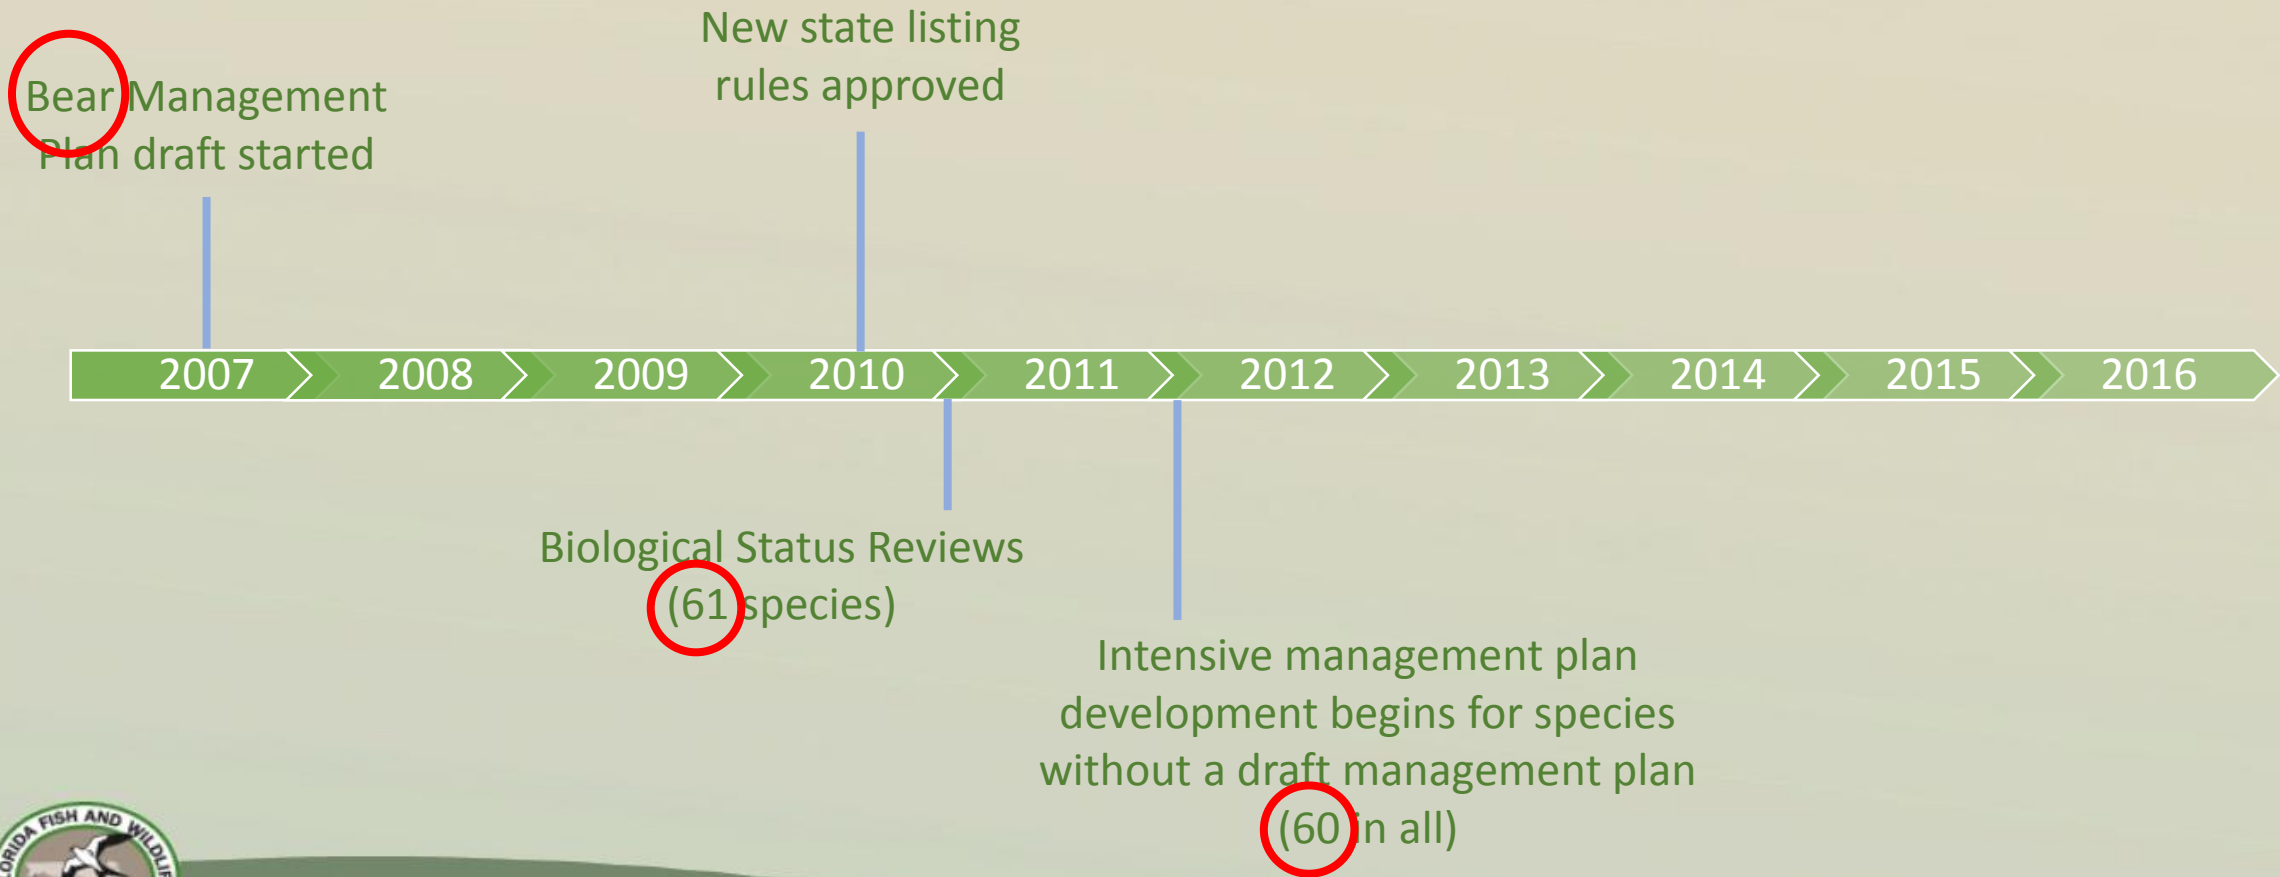 New state listing
rules approved
Bear Management
Plan draft started
2007 2008 2009 2010 2011 2012 2013 2014 2015 2016
Biological Status Reviews
(61 species)
Intensive management plan
development begins for species
without a draft management plan
(60 in all)
FISH AND